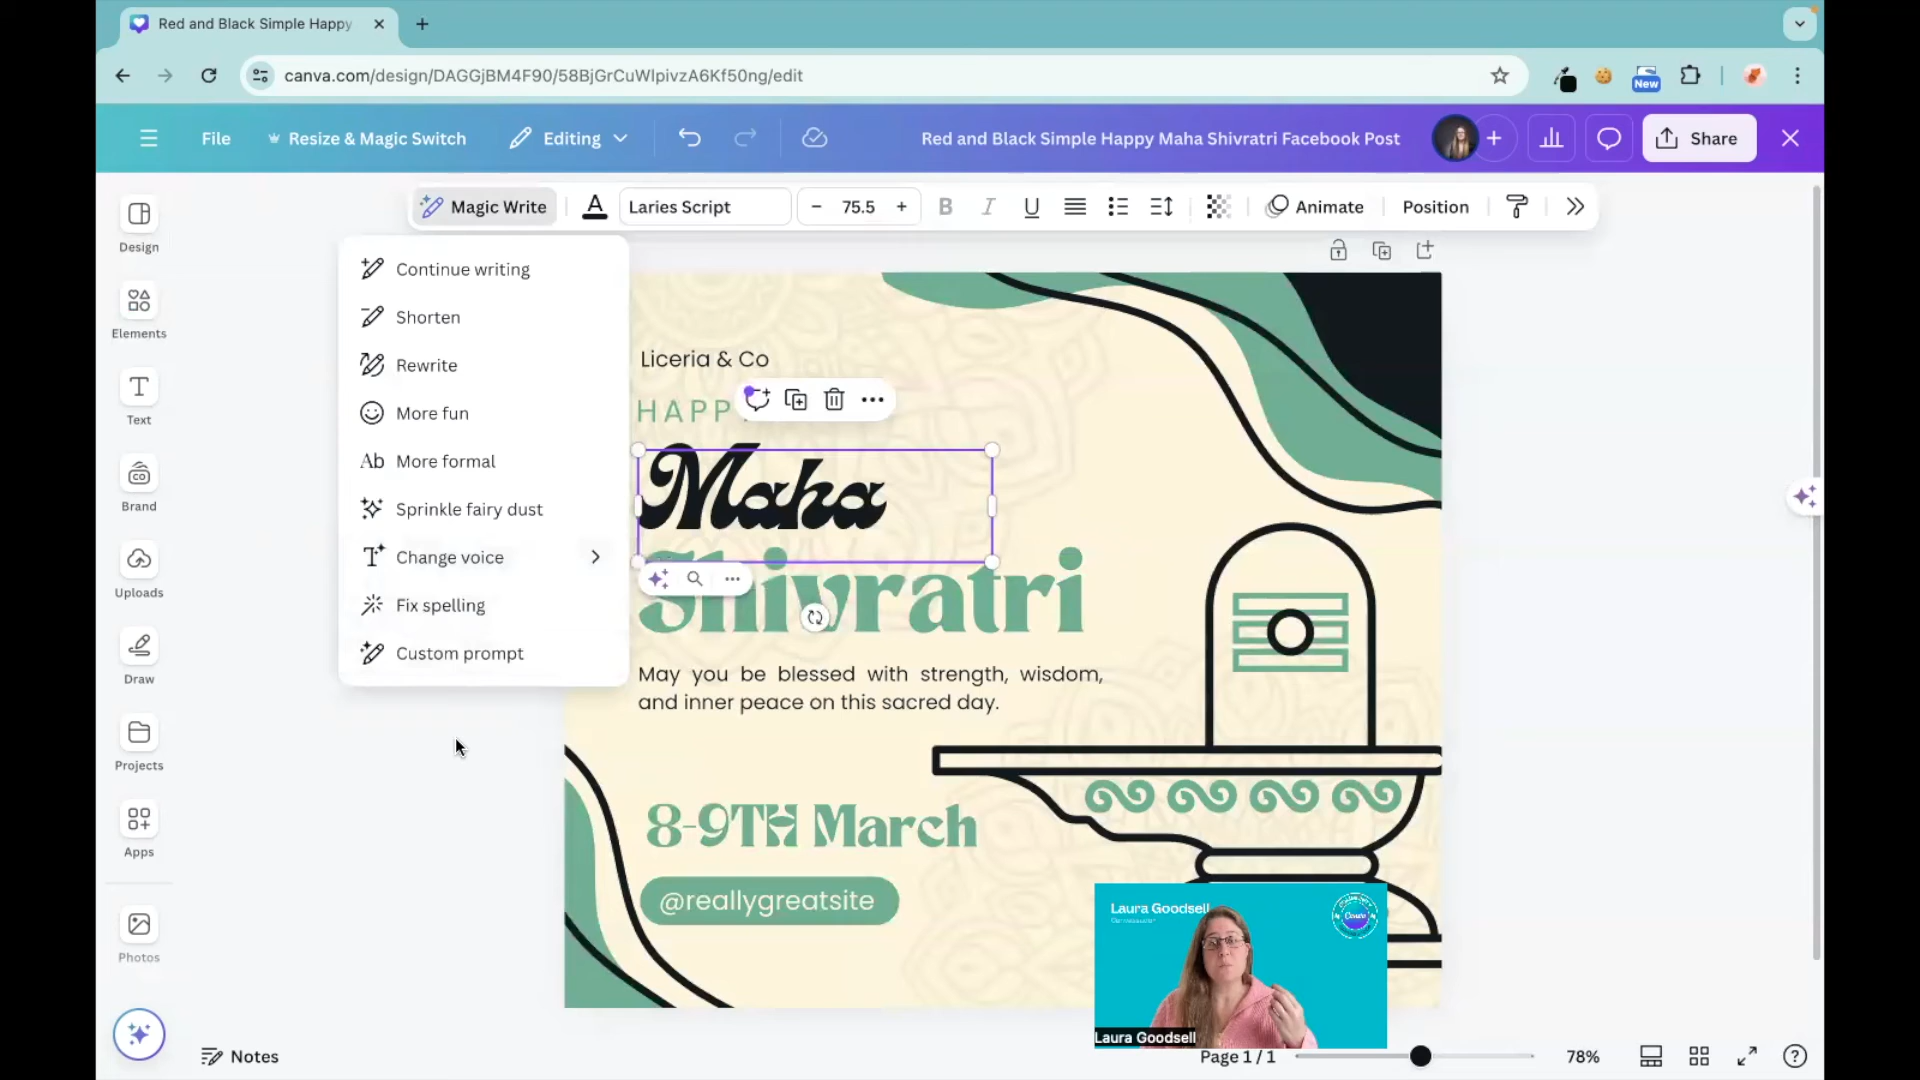 Red and Black Simple Happy
canva.com/design/DAGGjBM4F90/58BjGrCuWlpivzA6Kf50ng/edit
New
File
Resize & Magic Switch
Editing
Red and Black Simple Happy Maha Shivratri Facebook Post
Share
Magic Write
A
Laries Script
− 75.5 +
B
I
U
Animate
Position
Design
Elements
Text
Brand
Uploads
Draw
Projects
Apps
Photos
Continue writing
Shorten
Rewrite
More fun
Ab More formal
Sprinkle fairy dust
Change voice
Fix spelling
Custom prompt
Liceria & Co
HAPP
Maha
Shivratri
May you be blessed with strength, wisdom,
and inner peace on this sacred day.
8-9TH March
@reallygreatsite
Laura Goodsell
Canva
Laura Goodsell
Notes
Page 1 / 1
78%